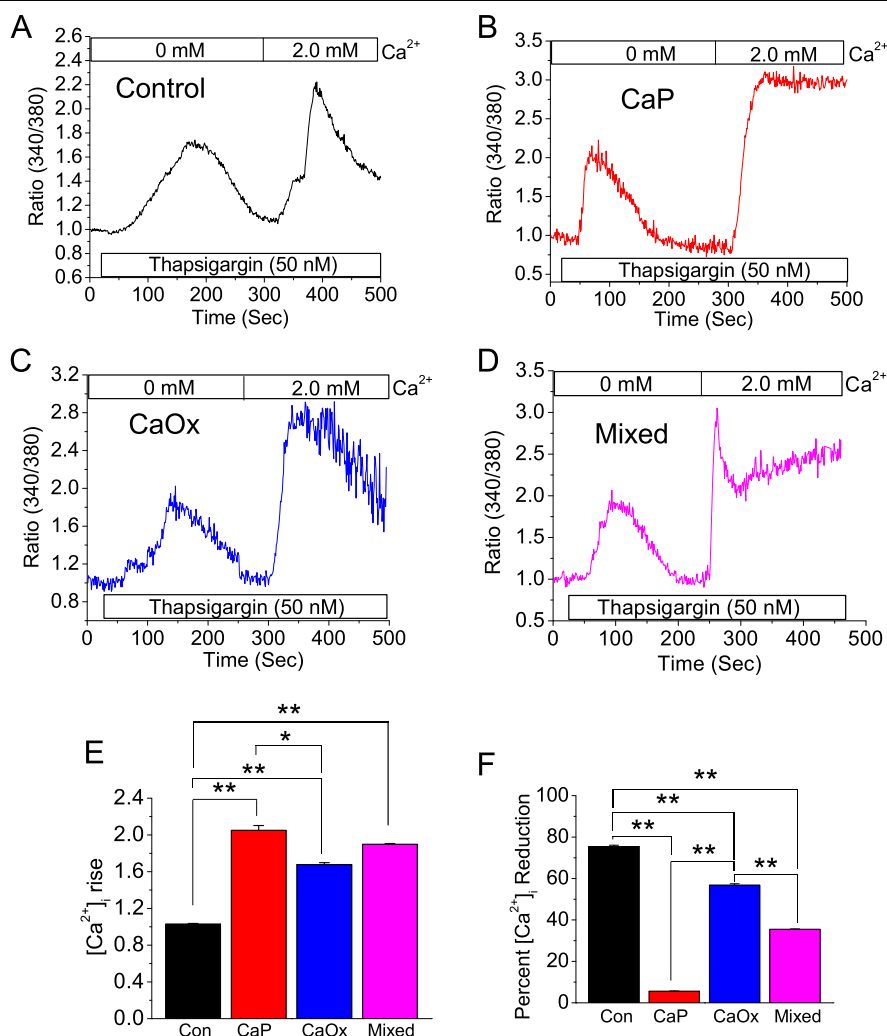 A
0 mM 2.0 mM Ca2+
Control
Ratio (340/380)
2.6
2.4
2.2
2.0
1.8
1.6
1.4
1.2
1.0
0.8
0.6
Thapsigargin (50 nM)
0 100 200 300 400 500
Time (Sec)
B
0 mM 2.0 mM Ca2+
CaP
Ratio (340/380)
3.5
3.0
2.5
2.0
1.5
1.0
0.5
Thapsigargin (50 nM)
0 100 200 300 400 500
Time (Sec)
C
0 mM 2.0 mM Ca2+
CaOx
Ratio (340/380)
3.2
2.8
2.4
2.0
1.6
1.2
0.8
Thapsigargin (50 nM)
0 100 200 300 400 500
Time (Sec)
D
0 mM 2.0 mM Ca2+
Mixed
Ratio (340/380)
3.5
3.0
2.5
2.0
1.5
1.0
0.5
Thapsigargin (50 nM)
0 100 200 300 400 500
Time (Sec)
E
**
*
**
**
[Ca2+]i rise
2.4
2.0
1.6
1.2
0.8
0.4
0.0
Con CaP CaOx Mixed
F
**
**
**
**
**
Percent [Ca2+]i Reduction
100
80
60
40
20
0
Con CaP CaOx Mixed